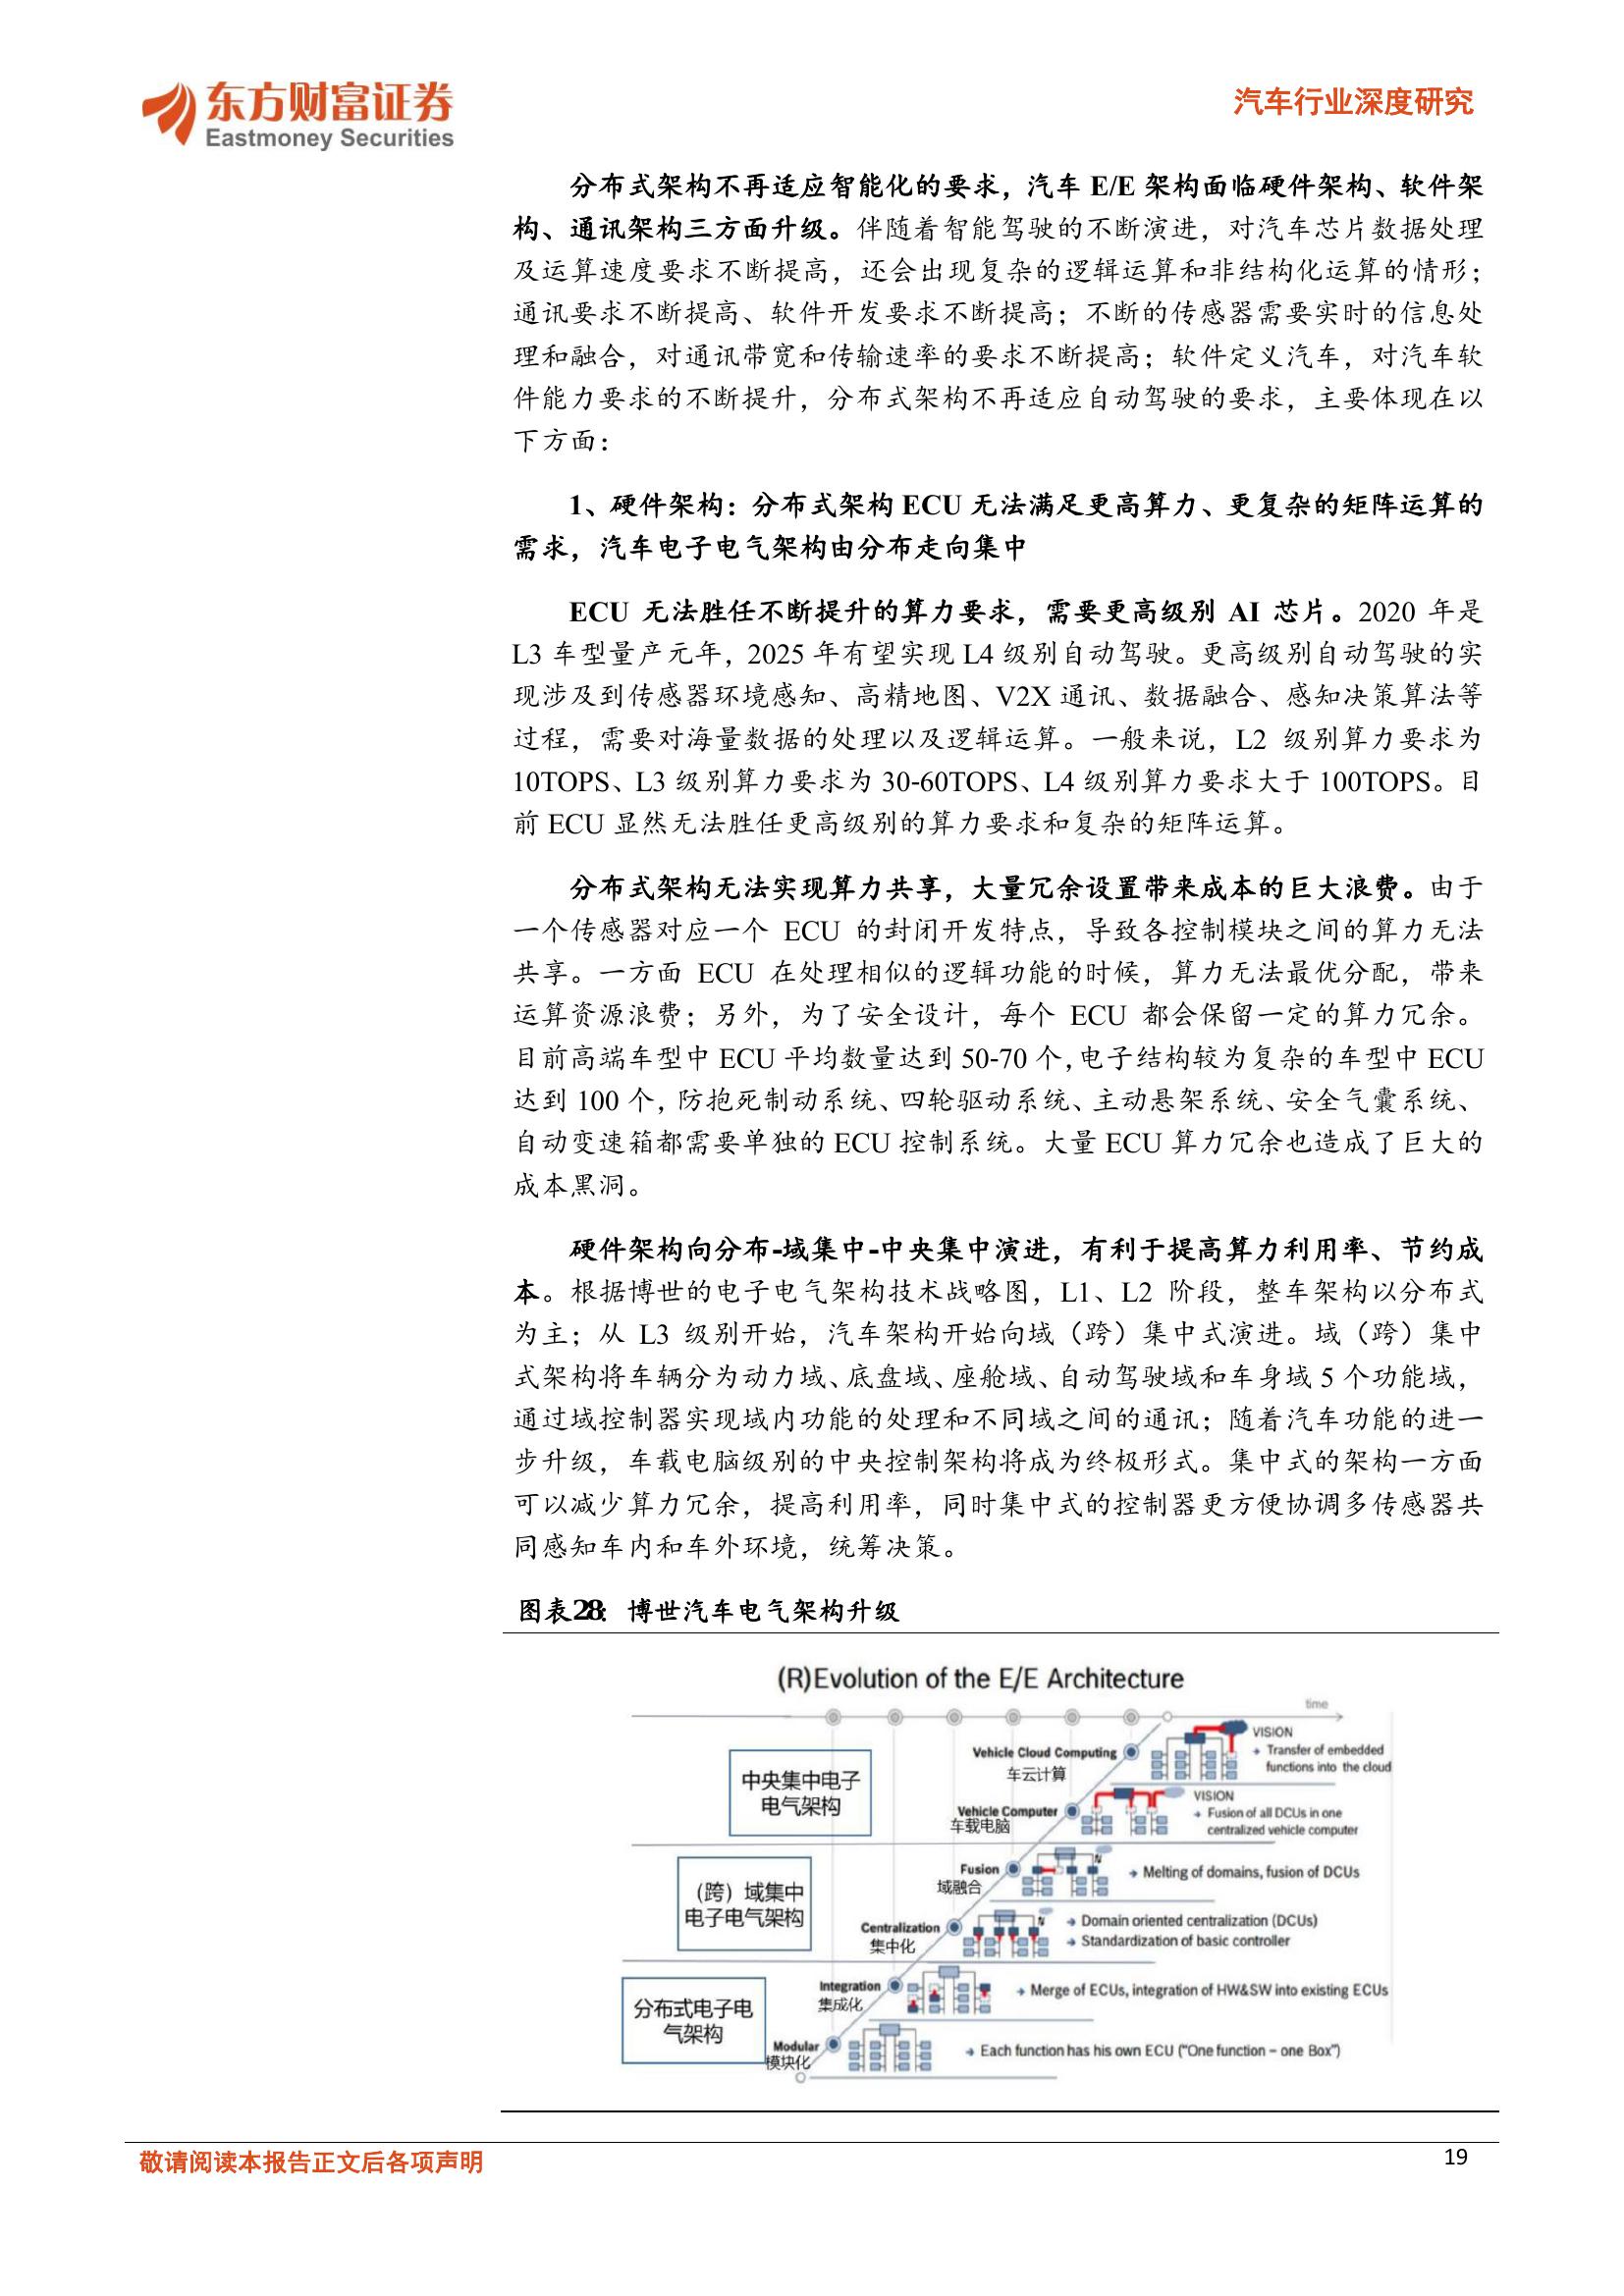 东方财富证券
Eastmoney Securities
汽车行业深度研究
分布式架构不再适应智能化的要求，汽车 E/E 架构面临硬件架构、软件架
构、通讯架构三方面升级。伴随着智能驾驶的不断演进，对汽车芯片数据处理
及运算速度要求不断提高，还会出现复杂的逻辑运算和非结构化运算的情形；
通讯要求不断提高、软件开发要求不断提高；不断的传感器需要实时的信息处
理和融合，对通讯带宽和传输速率的要求不断提高；软件定义汽车，对汽车软
件能力要求的不断提升，分布式架构不再适应自动驾驶的要求，主要体现在以
下方面：
1、硬件架构：分布式架构 ECU 无法满足更高算力、更复杂的矩阵运算的
需求，汽车电子电气架构由分布走向集中
ECU 无法胜任不断提升的算力要求，需要更高级别 AI 芯片。2020 年是
L3 车型量产元年，2025 年有望实现 L4 级别自动驾驶。更高级别自动驾驶的实
现涉及到传感器环境感知、高精地图、V2X 通讯、数据融合、感知决策算法等
过程，需要对海量数据的处理以及逻辑运算。一般来说，L2 级别算力要求为
10TOPS、L3 级别算力要求为 30-60TOPS、L4 级别算力要求大于 100TOPS。目
前 ECU 显然无法胜任更高级别的算力要求和复杂的矩阵运算。
分布式架构无法实现算力共享，大量冗余设置带来成本的巨大浪费。由于
一个传感器对应一个 ECU 的封闭开发特点，导致各控制模块之间的算力无法
共享。一方面 ECU 在处理相似的逻辑功能的时候，算力无法最优分配，带来
运算资源浪费；另外，为了安全设计，每个 ECU 都会保留一定的算力冗余。
目前高端车型中 ECU 平均数量达到 50-70 个，电子结构较为复杂的车型中 ECU
达到 100 个，防抱死制动系统、四轮驱动系统、主动悬架系统、安全气囊系统、
自动变速箱都需要单独的 ECU 控制系统。大量 ECU 算力冗余也造成了巨大的
成本黑洞。
硬件架构向分布-域集中-中央集中演进，有利于提高算力利用率、节约成
本。根据博世的电子电气架构技术战略图，L1、L2 阶段，整车架构以分布式
为主；从 L3 级别开始，汽车架构开始向域（跨）集中式演进。域（跨）集中
式架构将车辆分为动力域、底盘域、座舱域、自动驾驶域和车身域 5 个功能域，
通过域控制器实现域内功能的处理和不同域之间的通讯；随着汽车功能的进一
步升级，车载电脑级别的中央控制架构将成为终极形式。集中式的架构一方面
可以减少算力冗余，提高利用率，同时集中式的控制器更方便协调多传感器共
同感知车内和车外环境，统筹决策。
图表28：博世汽车电气架构升级
(R)Evolution of the E/E Architecture
time
中央集中电子
电气架构
Vehicle Cloud Computing
车云计算
VISION
→ Transfer of embedded
functions into the cloud
Vehicle Computer
车载电脑
VISION
→ Fusion of all DCUs in one
centralized vehicle computer
（跨）域集中
电子电气架构
Fusion
域融合
→ Melting of domains, fusion of DCUs
Centralization
集中化
→ Domain oriented centralization (DCUs)
→ Standardization of basic controller
分布式电子电
气架构
Integration
集成化
→ Merge of ECUs, integration of HW&SW into existing ECUs
Modular
模块化
→ Each function has his own ECU ("One function – one Box")
敬请阅读本报告正文后各项声明
19